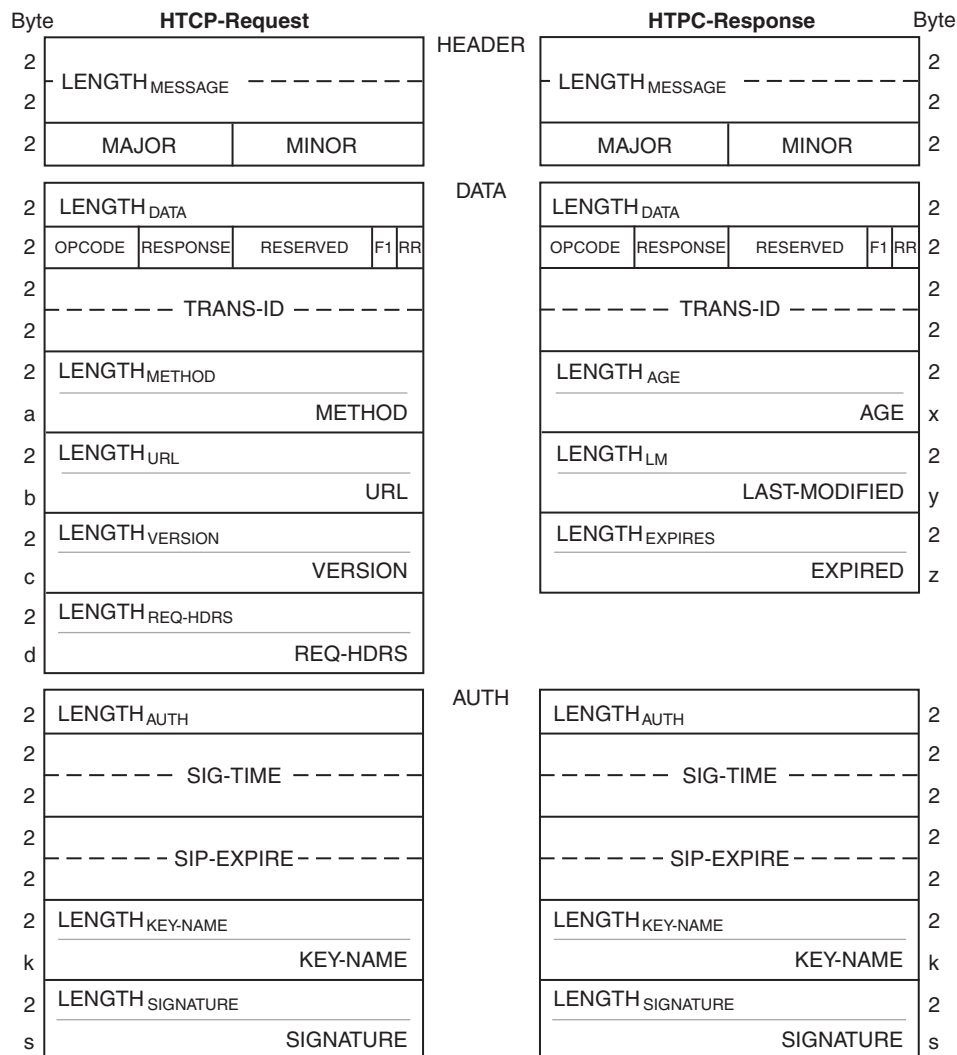 Byte HTCP-Request HTPC-Response Byte
HEADER
2 2
LENGTH MESSAGE LENGTH MESSAGE
2 2
2 MAJOR MINOR MAJOR MINOR 2
DATA
2 LENGTH DATA LENGTH DATA 2
2 OPCODE RESPONSE RESERVED F1 RR OPCODE RESPONSE RESERVED F1 RR 2
2 2
TRANS-ID TRANS-ID
2 2
2 LENGTH METHOD LENGTH AGE 2
a METHOD AGE x
2 LENGTH URL LENGTH LM 2
b URL LAST-MODIFIED y
2 LENGTH VERSION LENGTH EXPIRES 2
c VERSION EXPIRED z
2 LENGTH REQ-HDRS
d REQ-HDRS
AUTH
2 LENGTH AUTH LENGTH AUTH 2
2 2
SIG-TIME SIG-TIME
2 2
2 2
SIP-EXPIRE SIP-EXPIRE
2 2
2 LENGTH KEY-NAME LENGTH KEY-NAME 2
k KEY-NAME KEY-NAME k
2 LENGTH SIGNATURE LENGTH SIGNATURE 2
s SIGNATURE SIGNATURE s